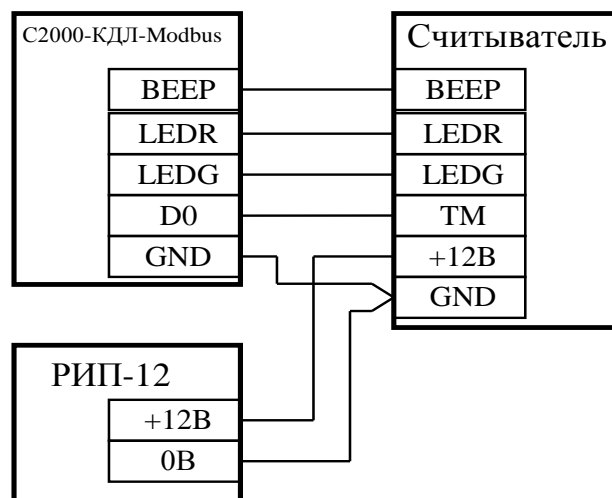 С2000-КДЛ-Modbus
BEEP
LEDR
LEDG
D0
GND
Считыватель
BEEP
LEDR
LEDG
TM
+12В
GND
РИП-12
+12В
0В